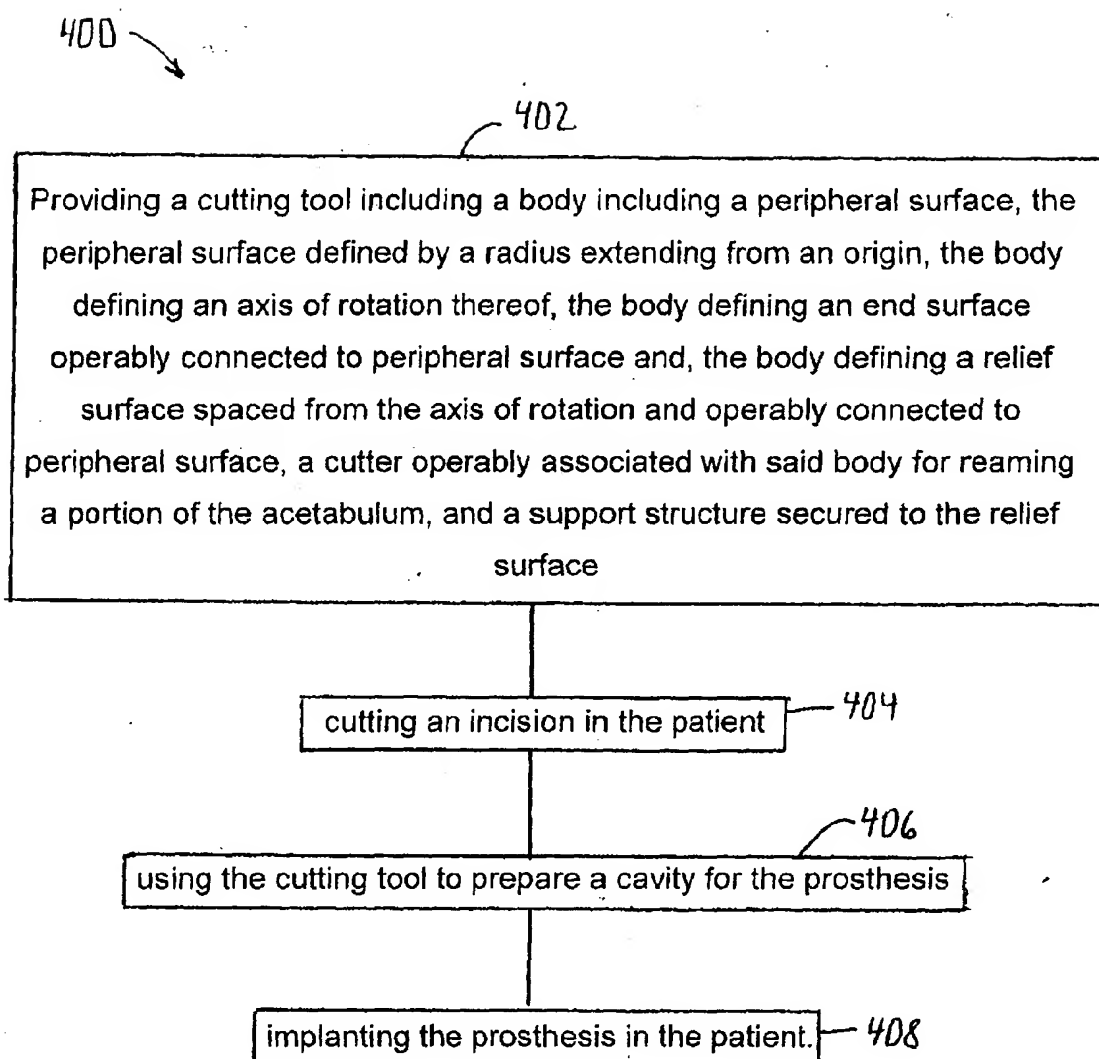 400
402
Providing a cutting tool including a body including a peripheral surface, the
peripheral surface defined by a radius extending from an origin, the body
defining an axis of rotation thereof, the body defining an end surface
operably connected to peripheral surface and, the body defining a relief
surface spaced from the axis of rotation and operably connected to
peripheral surface, a cutter operably associated with said body for reaming
a portion of the acetabulum, and a support structure secured to the relief
surface
cutting an incision in the patient
404
406
using the cutting tool to prepare a cavity for the prosthesis
implanting the prosthesis in the patient.
408